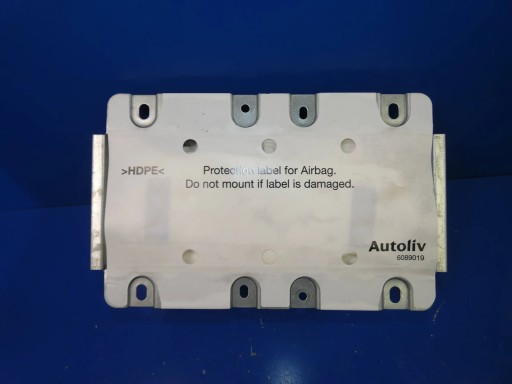 >HDPE<
Protection label for Airbag.
Do not mount if label is damaged.
Autoliv
6089019